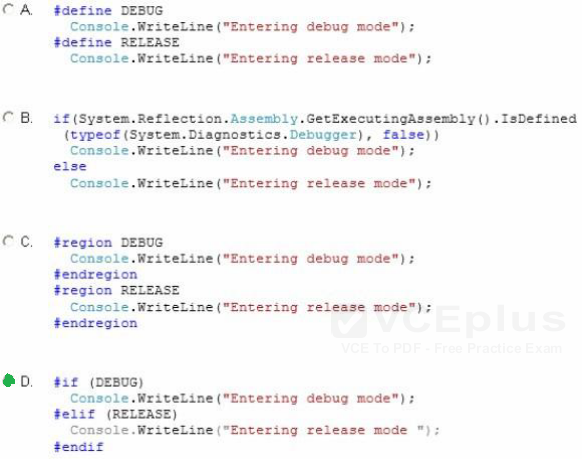 A. #define DEBUG
Console.WriteLine("Entering debug mode");
#define RELEASE
Console.WriteLine("Entering release mode");
B. if(System.Reflection.Assembly.GetExecutingAssembly().IsDefined
(typeof(System.Diagnostics.Debugger), false))
Console.WriteLine("Entering debug mode");
else
Console.WriteLine("Entering release mode");
C. #region DEBUG
Console.WriteLine("Entering debug mode");
#endregion
#region RELEASE
Console.WriteLine("Entering release mode");
#endregion
VCEplus
VCE To PDF - Free Practice Exam
D. #if (DEBUG)
Console.WriteLine("Entering debug mode");
#elif (RELEASE)
Console.WriteLine("Entering release mode ");
#endif